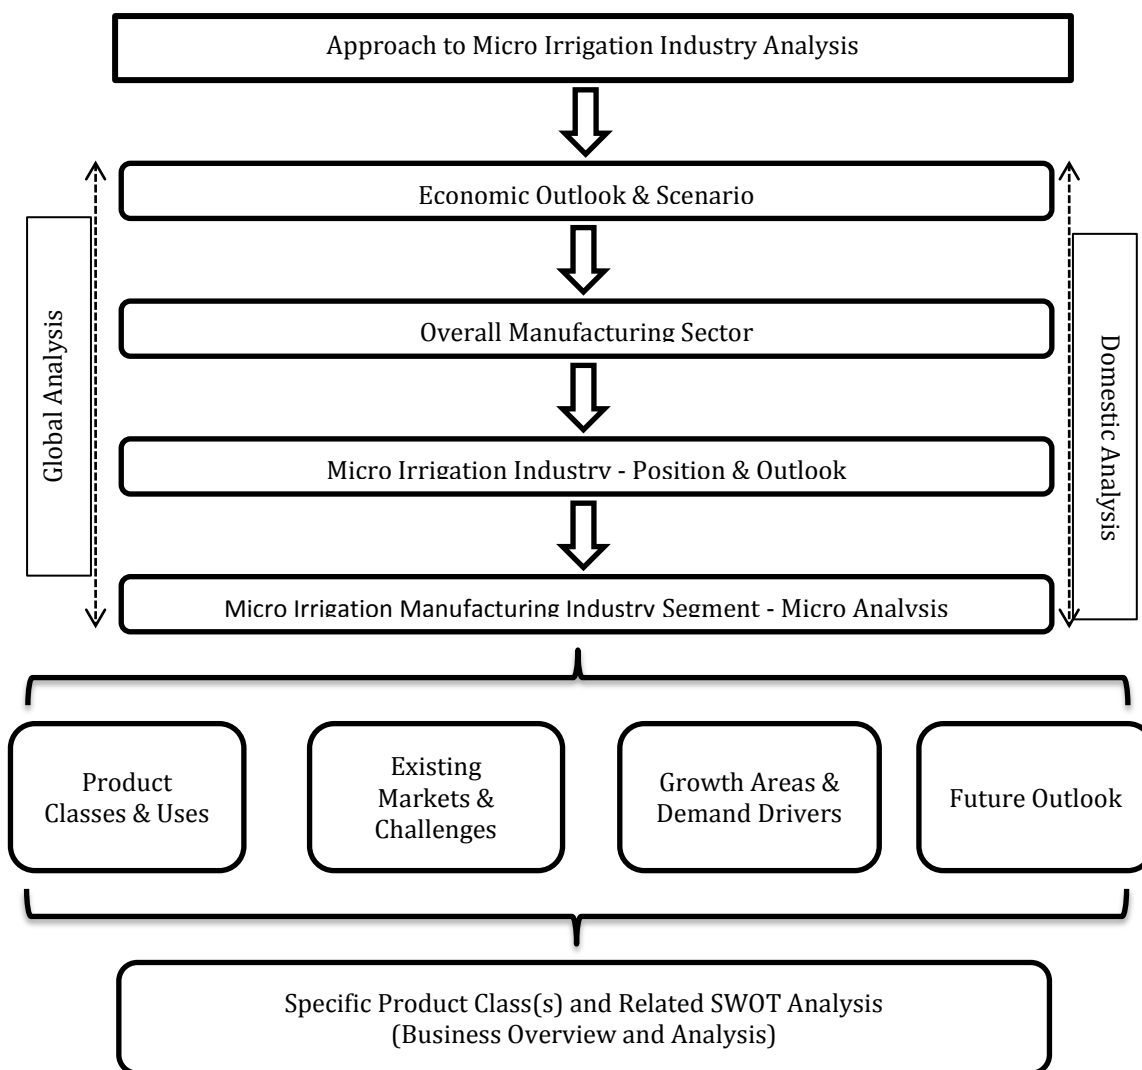 Approach to Micro Irrigation Industry Analysis
Economic Outlook & Scenario
Global Analysis
Domestic Analysis
Overall Manufacturing Sector
Micro Irrigation Industry - Position & Outlook
Micro Irrigation Manufacturing Industry Segment - Micro Analysis
Product
Classes & Uses
Existing
Markets &
Challenges
Growth Areas &
Demand Drivers
Future Outlook
Specific Product Class(s) and Related SWOT Analysis
(Business Overview and Analysis)